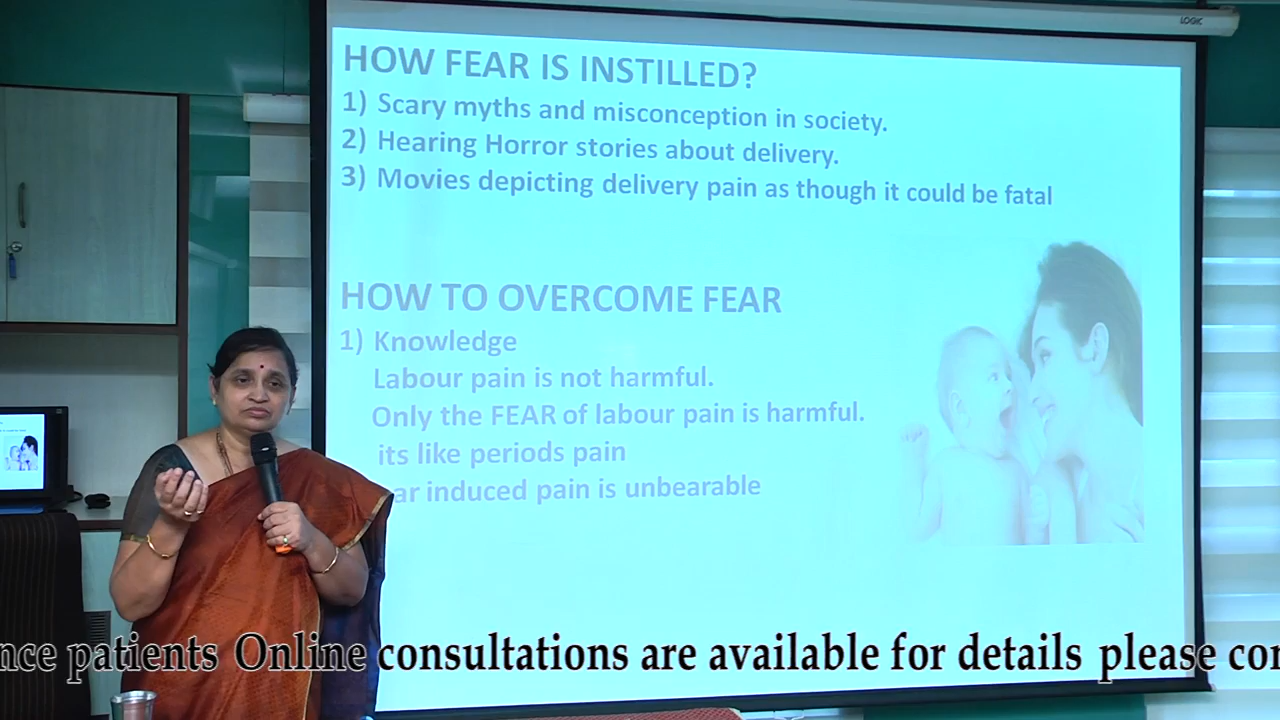 LOGIC
HOW FEAR IS INSTILLED?
1) Scary myths and misconception in society.
2) Hearing Horror stories about delivery.
3) Movies depicting delivery pain as though it could be fatal
HOW TO OVERCOME FEAR
1) Knowledge
Labour pain is not harmful.
Only the FEAR of labour pain is harmful.
its like periods pain
ar induced pain is unbearable
nce patients Online consultations are available for details please con